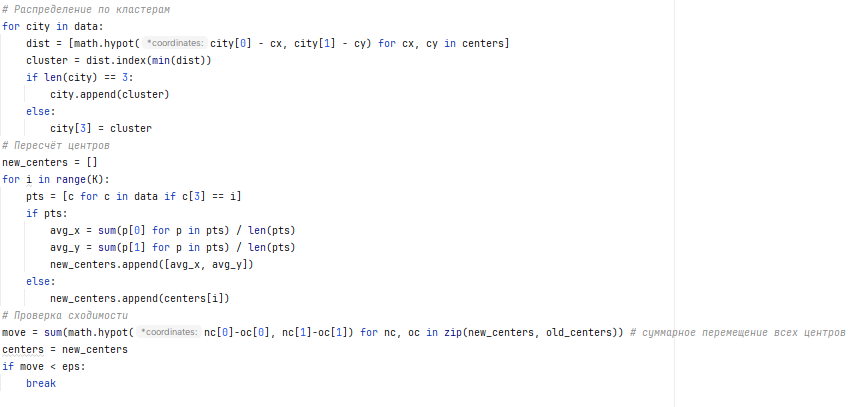 # Распределение по кластерам
for city in data:
    dist = [math.hypot( *coordinates: city[0] - cx, city[1] - cy) for cx, cy in centers]
    cluster = dist.index(min(dist))
    if len(city) == 3:
        city.append(cluster)
    else:
        city[3] = cluster
# Пересчёт центров
new_centers = []
for i in range(K):
    pts = [c for c in data if c[3] == i]
    if pts:
        avg_x = sum(p[0] for p in pts) / len(pts)
        avg_y = sum(p[1] for p in pts) / len(pts)
        new_centers.append([avg_x, avg_y])
    else:
        new_centers.append(centers[i])
# Проверка сходимости
move = sum(math.hypot( *coordinates: nc[0]-oc[0], nc[1]-oc[1]) for nc, oc in zip(new_centers, old_centers)) # суммарное перемещение всех центров
centers = new_centers
if move < eps:
    break